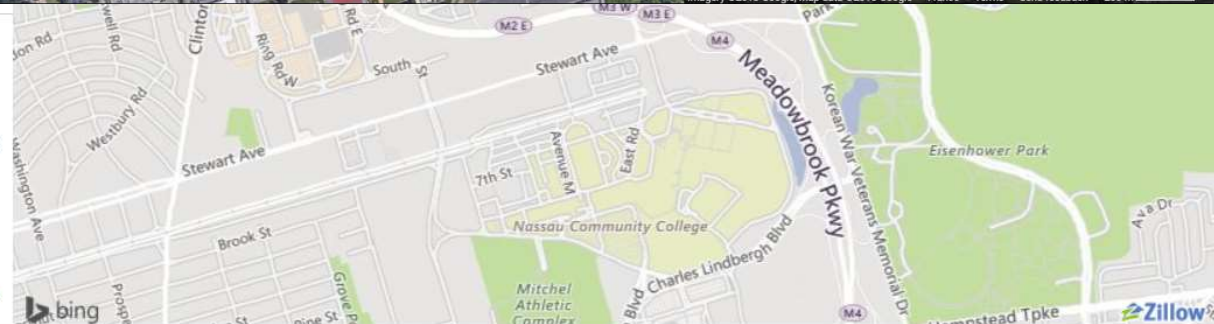 Clinton
Ring Rd W
Rd E
M2 E
M3 W
M3 E
M4
Park
Westbury Rd
South St
Stewart Ave
Meadowbrook Pkwy
Korean War Veterans Memorial Dr
Eisenhower Park
Washington Ave
Stewart Ave
Avenue M
East Rd
7th St
Nassau Community College
Ava Dr
Brook St
Charles Lindbergh Blvd
Blvd
Mitchel
Athletic
Complex
M4
Hempstead Tpke
bing
Zillow